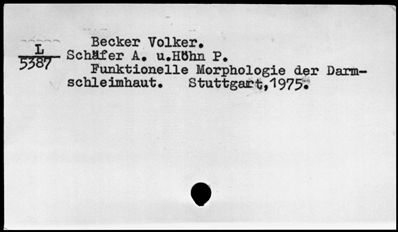 Becker Volker.
L
5387
Schäfer A. u.Höhn P.
Funktionelle Morphologie der Darm-
schleimhaut. Stuttgart,1975.